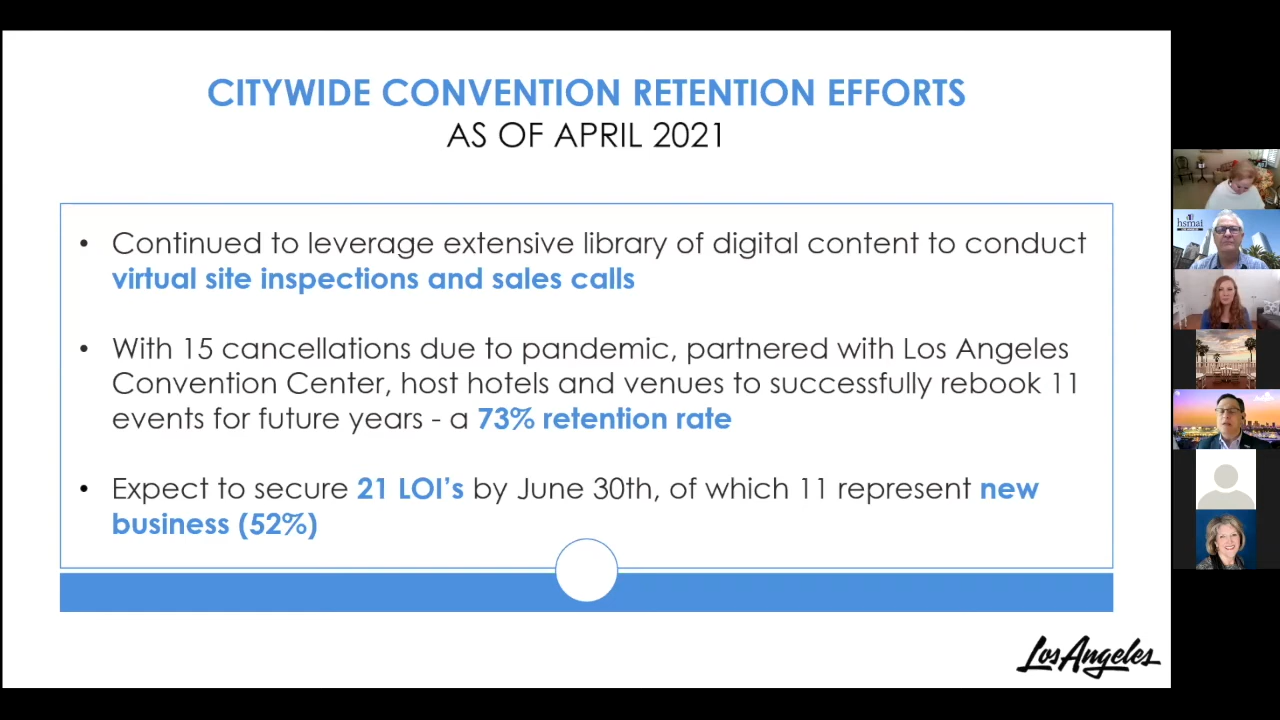 CITYWIDE CONVENTION RETENTION EFFORTS
AS OF APRIL 2021
• Continued to leverage extensive library of digital content to conduct
virtual site inspections and sales calls
• With 15 cancellations due to pandemic, partnered with Los Angeles
Convention Center, host hotels and venues to successfully rebook 11
events for future years - a 73% retention rate
• Expect to secure 21 LOI’s by June 30th, of which 11 represent new
business (52%)
Los Angeles
hsmai